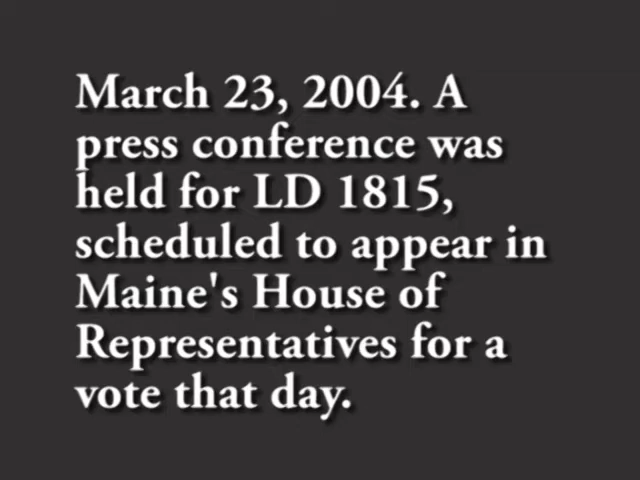 March 23, 2004. A
press conference was
held for LD 1815,
scheduled to appear in
Maine's House of
Representatives for a
vote that day.